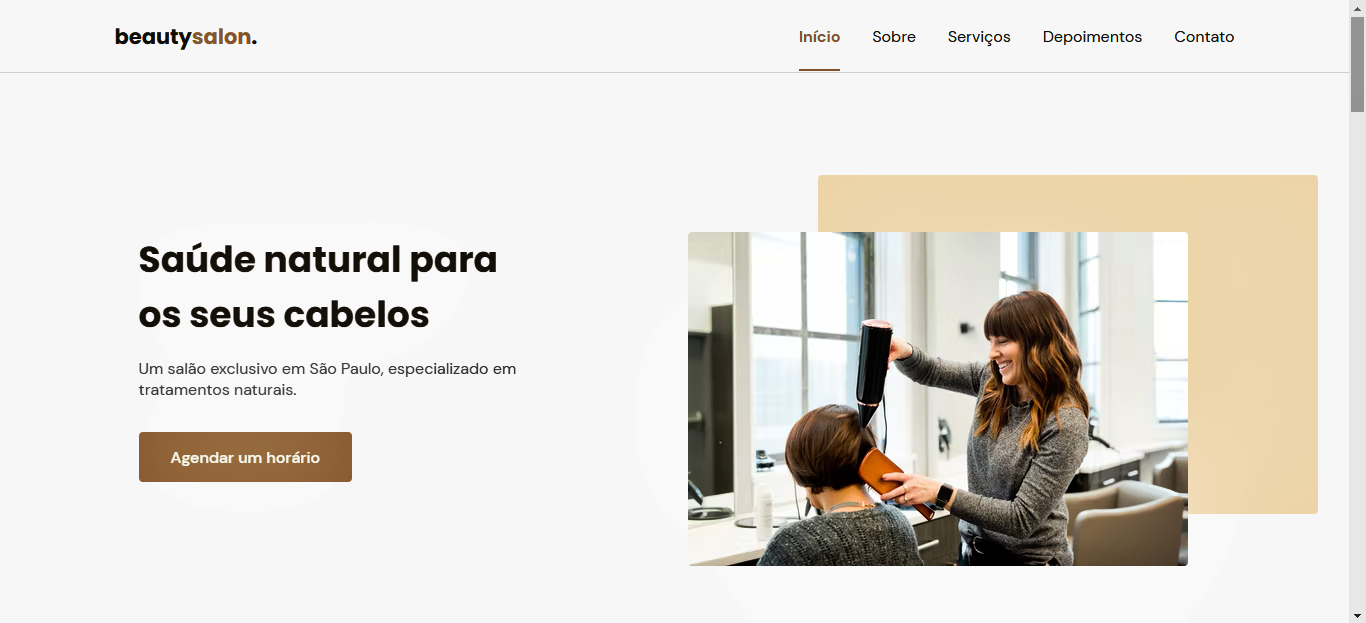 beautysalon.
Início Sobre Serviços Depoimentos Contato
Saúde natural para
os seus cabelos
Um salão exclusivo em São Paulo, especializado em
tratamentos naturais.
Agendar um horário